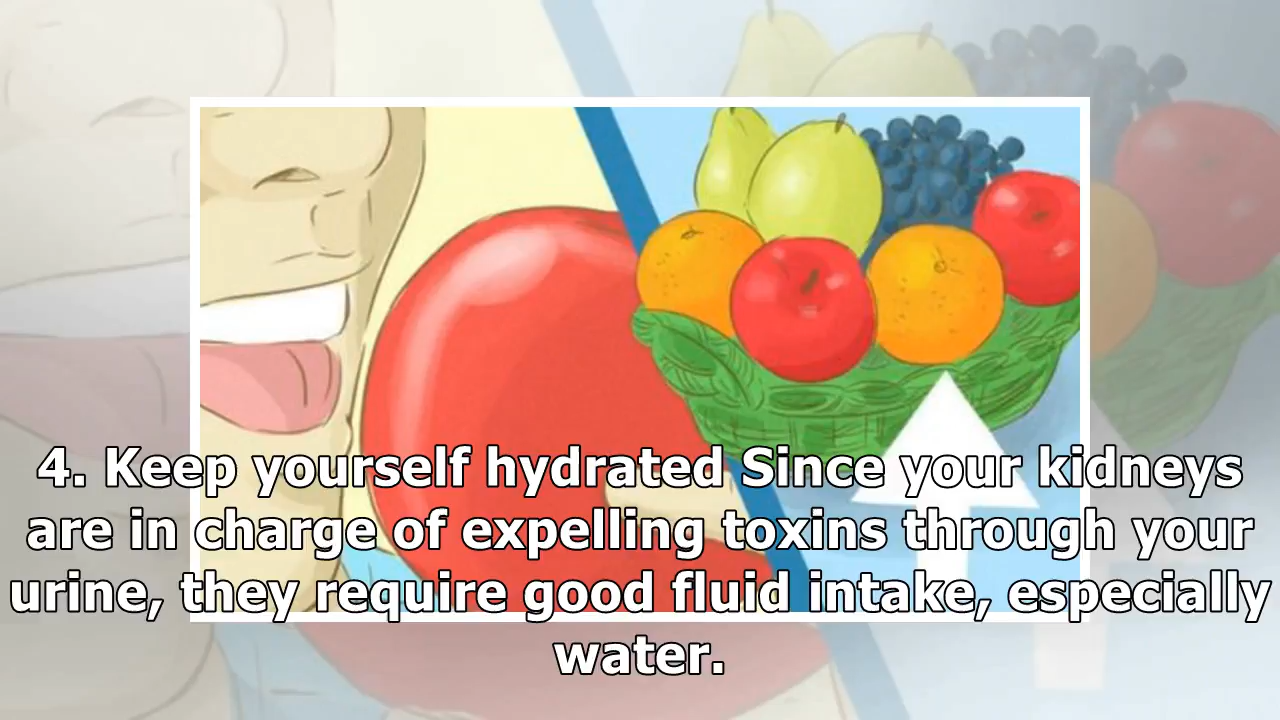 4. Keep yourself hydrated Since your kidneys
are in charge of expelling toxins through your
urine, they require good fluid intake, especially
water.